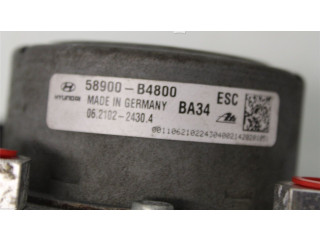 58900-B4800
ESC
HYUNDAI
MADE IN GERMANY
BA34
06.2102-2430.4